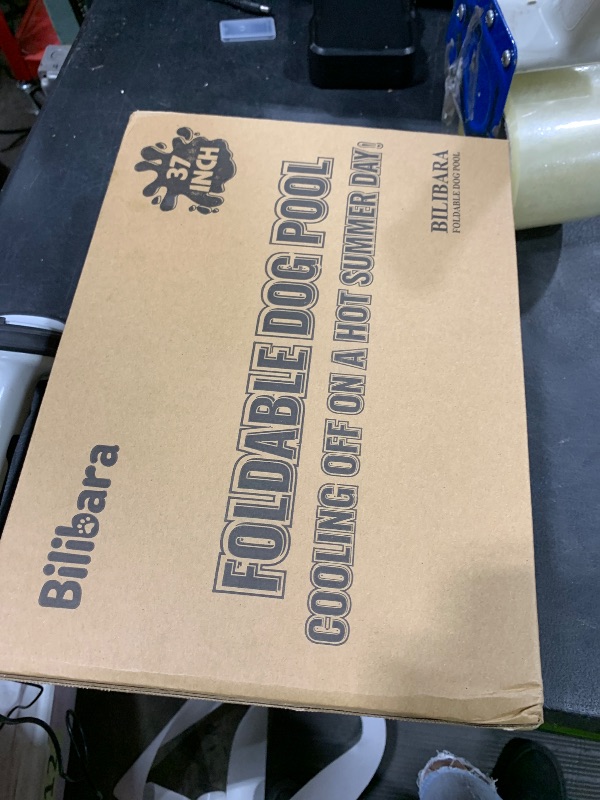 Bilibara
37
INCH
FOLDABLE DOG POOL
COOLING OFF ON A HOT SUMMER DAY!
BILIBARA
FOLDABLE DOG POOL